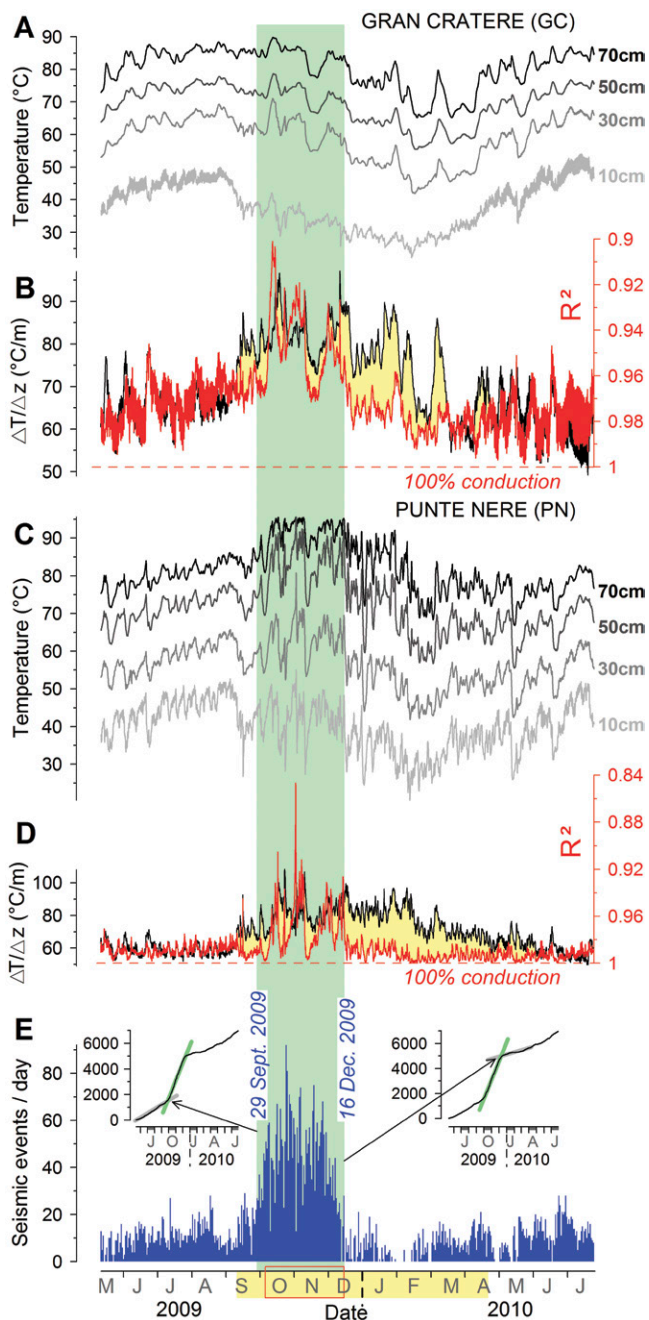 A
GRAN CRATERE (GC)
90
80
70
60
50
40
30
Temperature (°C)
70cm
50cm
30cm
10cm
B
90
80
70
60
50
ΔT/Δz (°C/m)
0.9
0.92
0.94
0.96
0.98
1
R²
100% conduction
C
PUNTE NERE (PN)
90
80
70
60
50
40
30
Temperature (°C)
70cm
50cm
30cm
10cm
D
100
80
60
ΔT/Δz (°C/m)
0.84
0.88
0.92
0.96
1
R²
100% conduction
E
29 Sept. 2009
16 Dec. 2009
6000
4000
2000
0
J O J A J
2009 2010
6000
4000
2000
0
J O J A J
2009 2010
80
60
40
20
0
Seismic events / day
M J J A S O N D J F M A M J J
2009 Date 2010